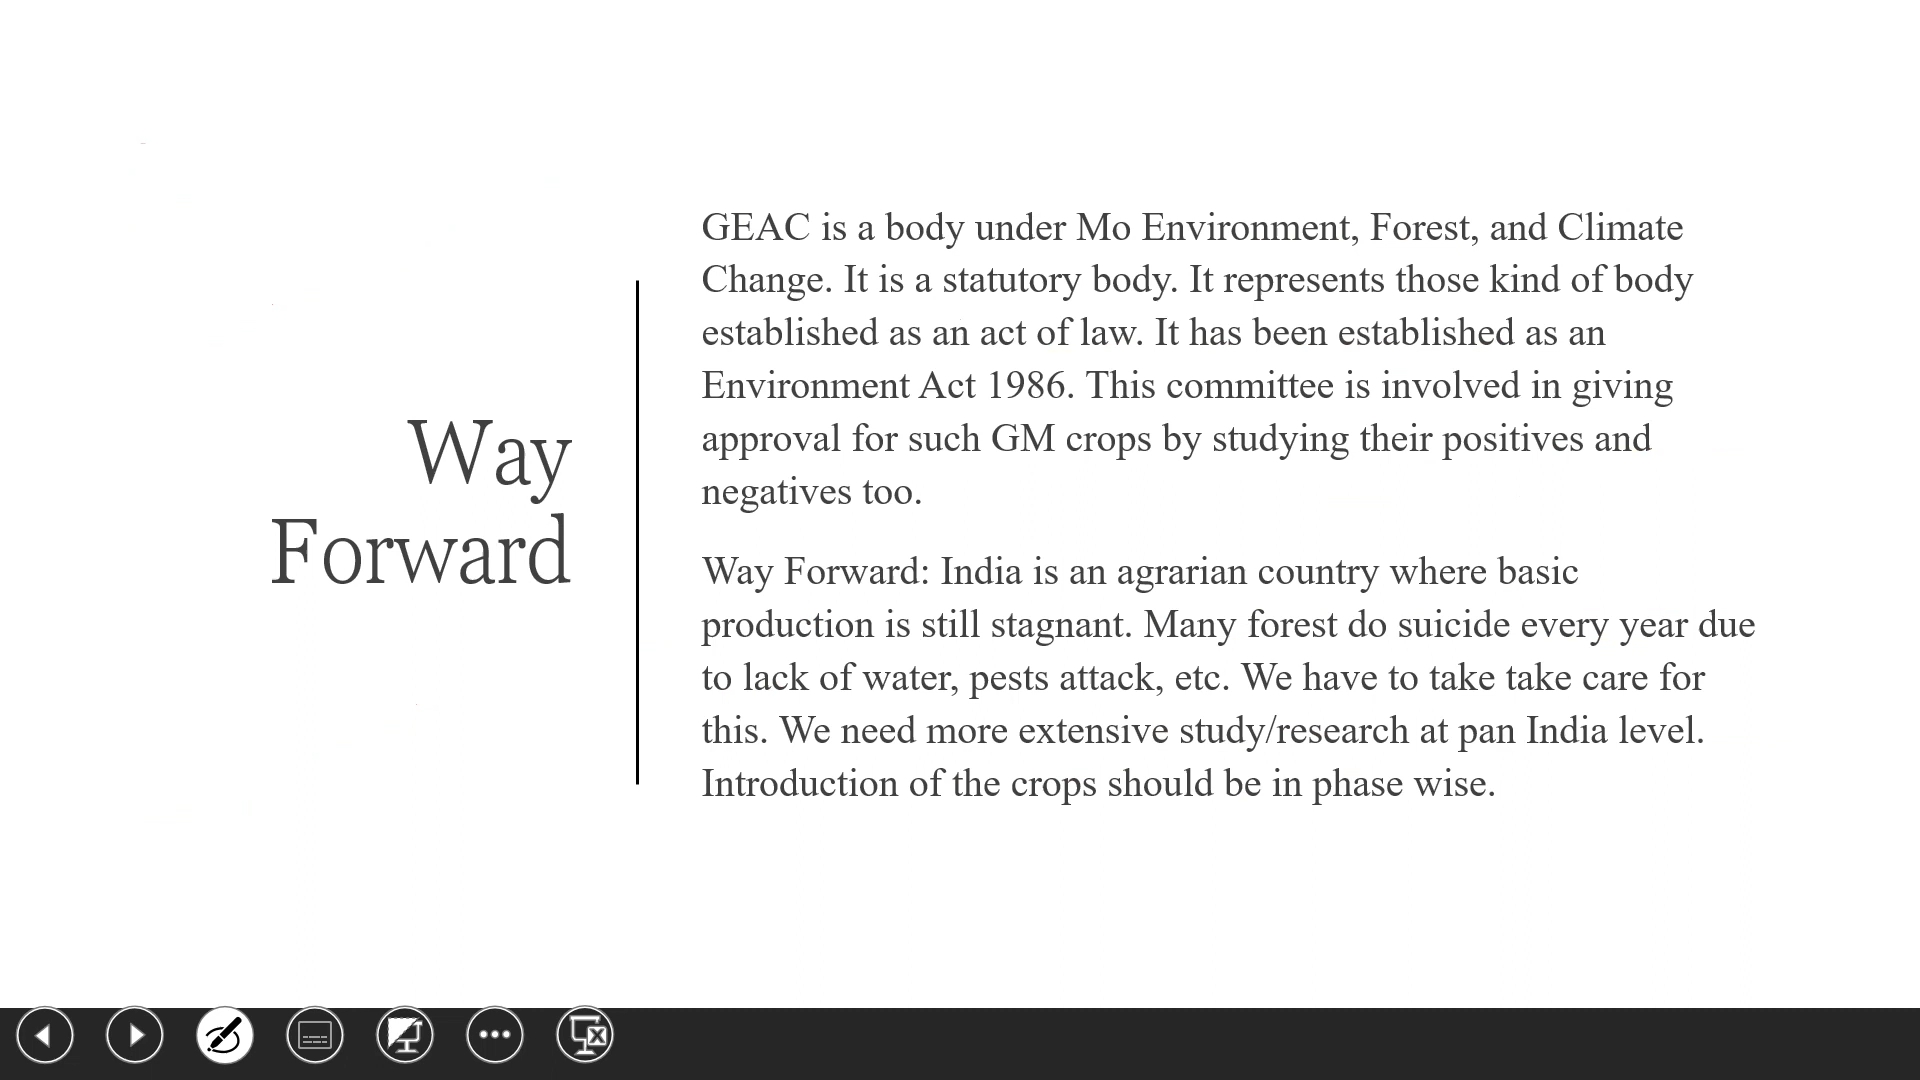 Way
Forward
GEAC is a body under Mo Environment, Forest, and Climate
Change. It is a statutory body. It represents those kind of body
established as an act of law. It has been established as an
Environment Act 1986. This committee is involved in giving
approval for such GM crops by studying their positives and
negatives too.
Way Forward: India is an agrarian country where basic
production is still stagnant. Many forest do suicide every year due
to lack of water, pests attack, etc. We have to take take care for
this. We need more extensive study/research at pan India level.
Introduction of the crops should be in phase wise.